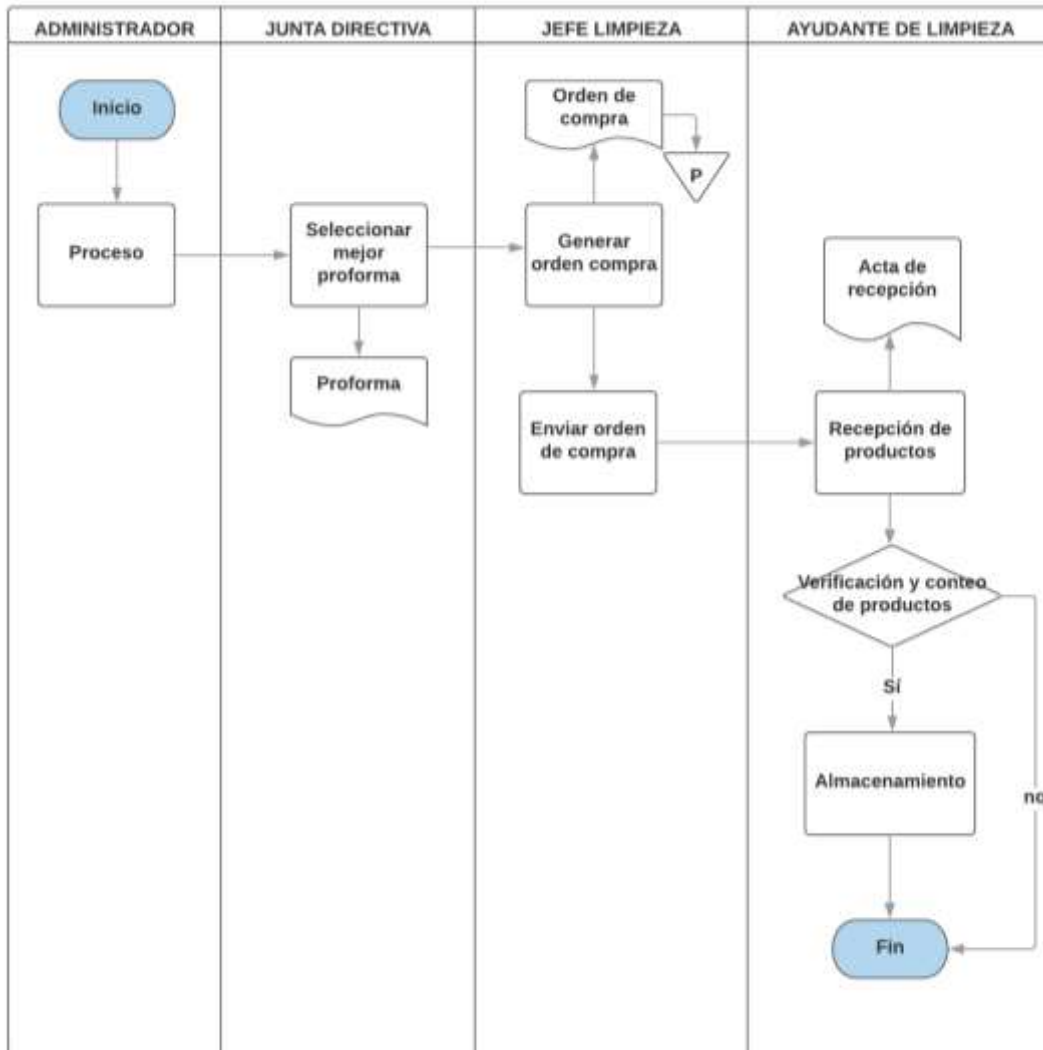 ADMINISTRADOR
JUNTA DIRECTIVA
JEFE LIMPIEZA
AYUDANTE DE LIMPIEZA
Inicio
Proceso
Seleccionar
mejor
proforma
Proforma
Orden de
compra
P
Generar
orden compra
Enviar orden
de compra
Acta de
recepción
Recepción de
productos
Verificación y conteo
de productos
Sí
Almacenamiento
no
Fin